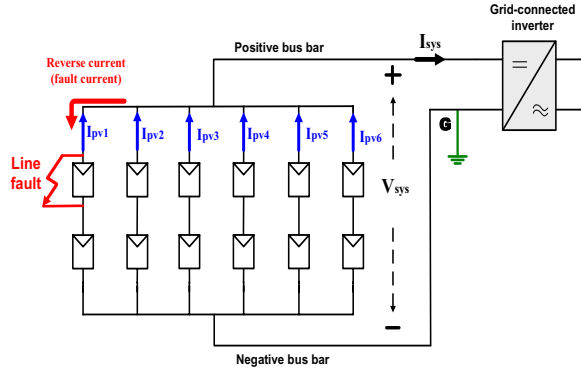 Grid-connected
inverter
Positive bus bar
Isys
Reverse current
(fault current)
+
G
Ipv1
Ipv2
Ipv3
Ipv4
Ipv5
Ipv6
Line
fault
Vsys
−
Negative bus bar